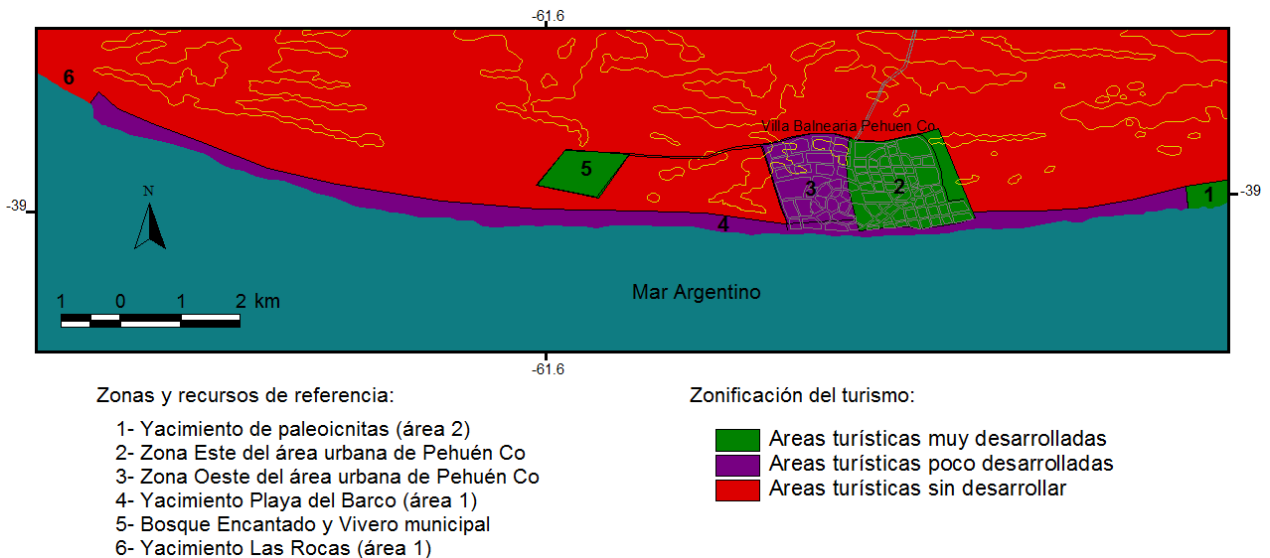 -61.6
6
Villa Balnearia Pehuen Co
5
3
2
1
-39
-39
N
4
1 0 1 2 km
Mar Argentino
-61.6
Zonas y recursos de referencia:
1- Yacimiento de paleoicnitas (área 2)
2- Zona Este del área urbana de Pehuén Co
3- Zona Oeste del área urbana de Pehuén Co
4- Yacimiento Playa del Barco (área 1)
5- Bosque Encantado y Vivero municipal
6- Yacimiento Las Rocas (área 1)
Zonificación del turismo:
Areas turísticas muy desarrolladas
Areas turísticas poco desarrolladas
Areas turísticas sin desarrollar